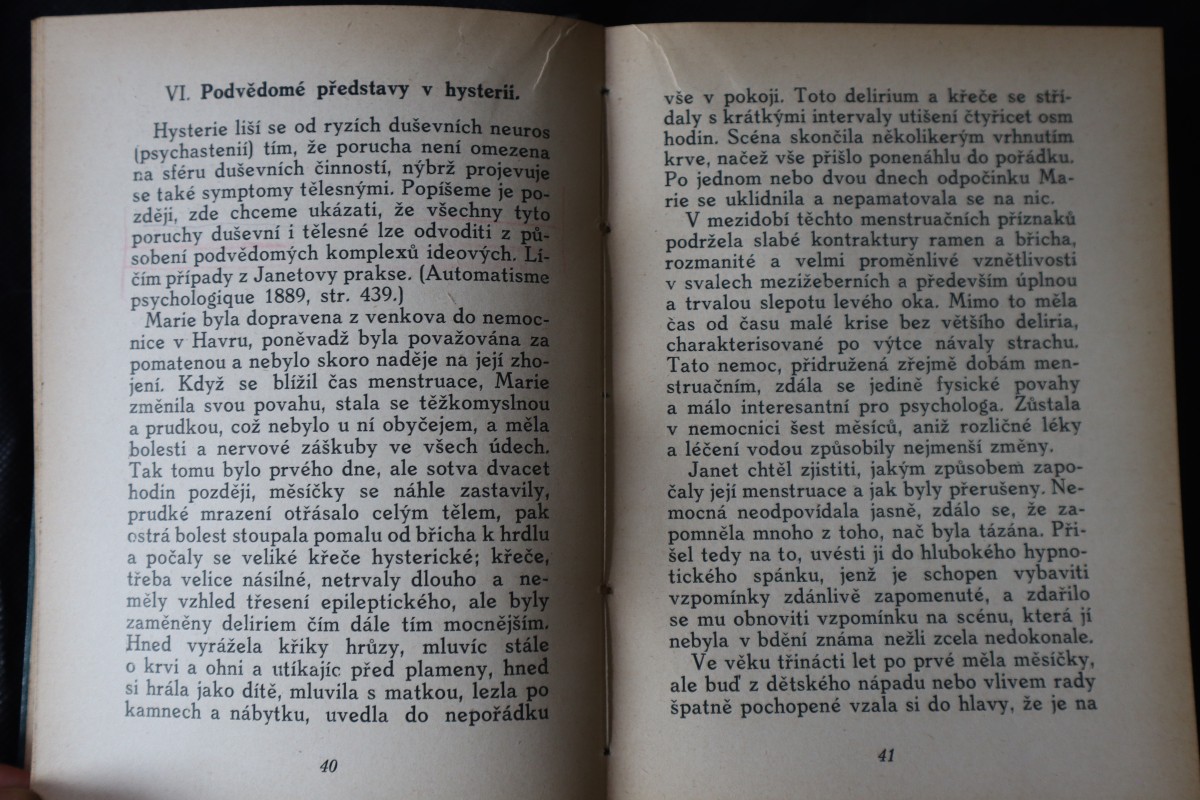 VI. Podvědomé představy v hysterii.
Hysterie liší se od ryzích duševních neuros
(psychastenií) tím, že porucha není omezena
na sféru duševních činností, nýbrž projevuje
se také symptomy tělesnými. Popíšeme je po-
zději, zde chceme ukázati, že všechny tyto
poruchy duševní i tělesné lze odvoditi z pů-
sobení podvědomých komplexů ideových. Lí-
čím případy z Janetovy prakse. (Automatisme
psychologique 1889, str. 439.)
Marie byla dopravena z venkova do nemoc-
nice v Havru, poněvadž byla považována za
pomatenou a nebylo skoro naděje na její zho-
jení. Když se blížil čas menstruace, Marie
změnila svou povahu, stala se těžkomyslnou
a prudkou, což nebylo u ní obyčejem, a měla
bolesti a nervové záškuby ve všech údech.
Tak tomu bylo prvého dne, ale sotva dvacet
hodin později, měsíčky se náhle zastavily,
prudké mrazení otřásalo celým tělem, pak
ostrá bolest stoupala pomalu od břicha k hrdlu
a počaly se veliké křeče hysterické; křeče,
třeba velice násilné, netrvaly dlouho a ne-
měly vzhled třesení epileptického, ale byly
zaměněny deliriem čím dále tím mocnějším.
Hned vyrážela křiky hrůzy, mluvíc stále
o krvi a ohni a utíkajíc před plameny, hned
si hrála jako dítě, mluvila s matkou, lezla po
kamnech a nábytku, uvedla do nepořádku
40
vše v pokoji. Toto delirium a křeče se stří-
daly s krátkými intervaly utišení čtyřicet osm
hodin. Scéna skončila několikerým vrhnutím
krve, načež vše přišlo ponenáhlu do pořádku.
Po jednom nebo dvou dnech odpočinku Ma-
rie se uklidnila a nepamatovala se na nic.
V mezidobí těchto menstruačních příznaků
podržela slabé kontraktury ramen a břicha,
rozmanité a velmi proměnlivé vznětlivosti
v svalech mezižeberních a především úplnou
a trvalou slepotu levého oka. Mimo to měla
čas od času malé krise bez většího deliria,
charakterisované po výtce návaly strachu.
Tato nemoc, přidružená zřejmě dobám men-
struačním, zdála se jedině fysické povahy
a málo interesantní pro psychologa. Zůstala
v nemocnici šest měsíců, aniž rozličné léky
a léčení vodou způsobily nejmenší změny.
Janet chtěl zjistiti, jakým způsobem zapo-
čaly její menstruace a jak byly přerušeny. Ne-
mocná neodpovídala jasně, zdálo se, že za-
pomněla mnoho z toho, nač byla tázána. Při-
šel tedy na to, uvésti ji do hlubokého hypno-
tického spánku, jenž je schopen vybaviti
vzpomínky zdánlivě zapomenuté, a zdařilo
se mu obnoviti vzpomínku na scénu, která jí
nebyla v bdění známa nežli zcela nedokonale.
Ve věku třinácti let po prvé měla měsíčky,
ale buď z dětského nápadu nebo vlivem rady
špatně pochopené vzala si do hlavy, že je na
41